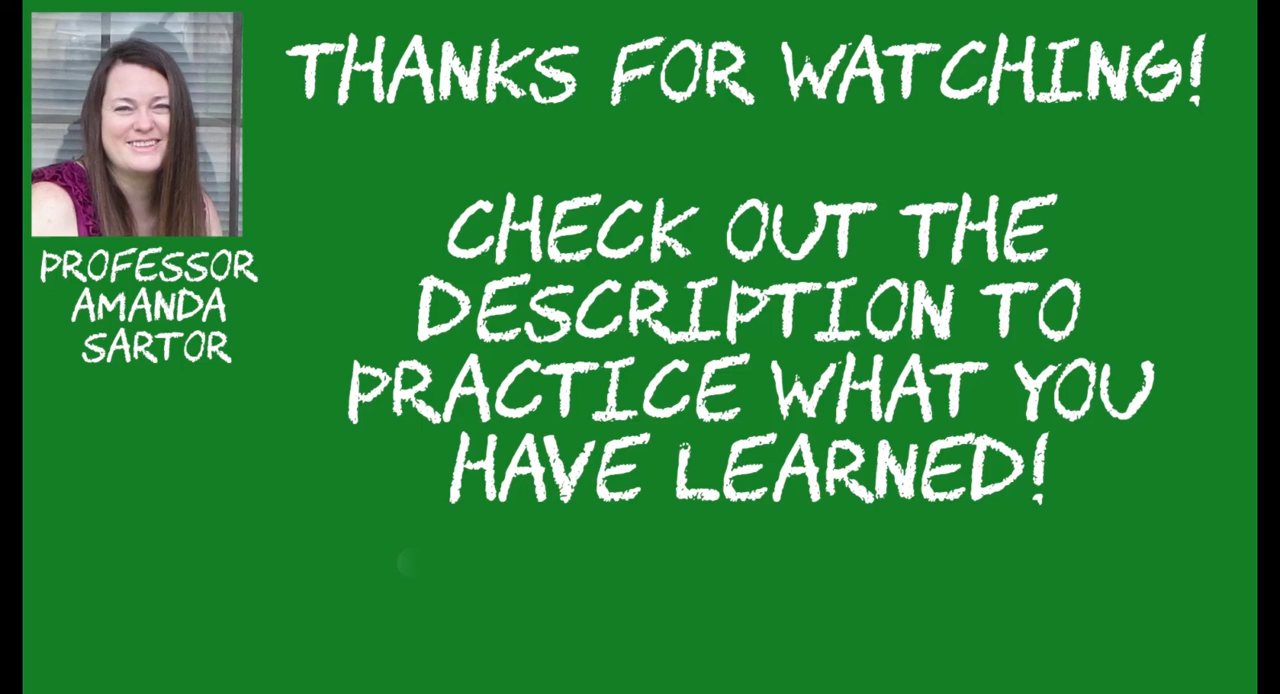 THANKS FOR WATCHING!
CHECK OUT THE
DESCRIPTION TO
PRACTICE WHAT YOU
HAVE LEARNED!
PROFESSOR
AMANDA
SARTOR